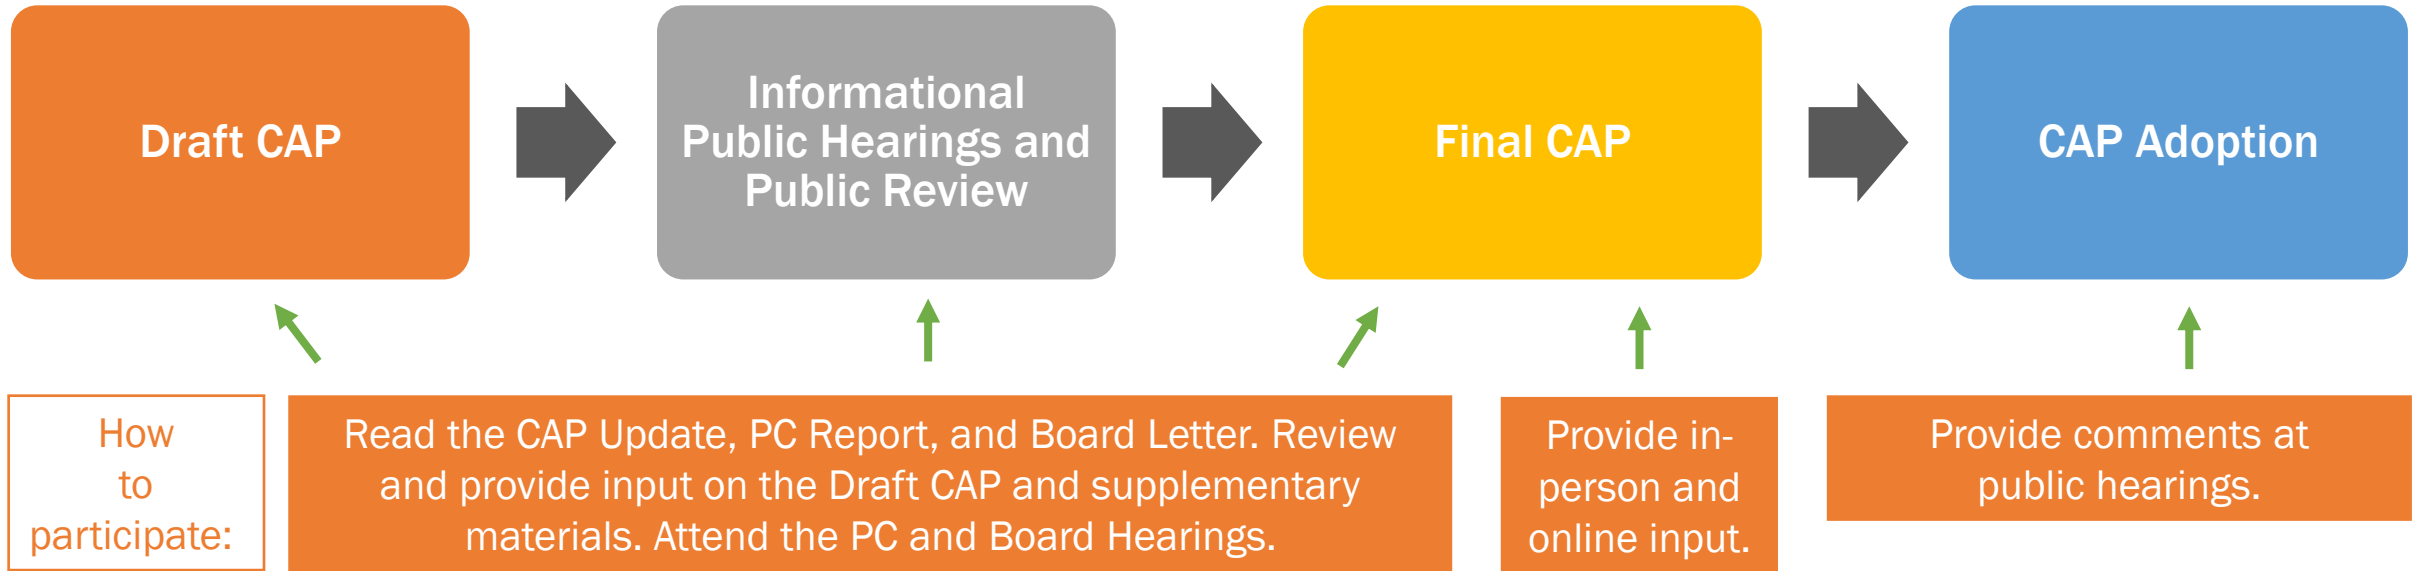 Draft CAP
Informational
Public Hearings and
Public Review
Final CAP
CAP Adoption
How
to
participate:
Read the CAP Update, PC Report, and Board Letter. Review
and provide input on the Draft CAP and supplementary
materials. Attend the PC and Board Hearings.
Provide in-
person and
online input.
Provide comments at
public hearings.